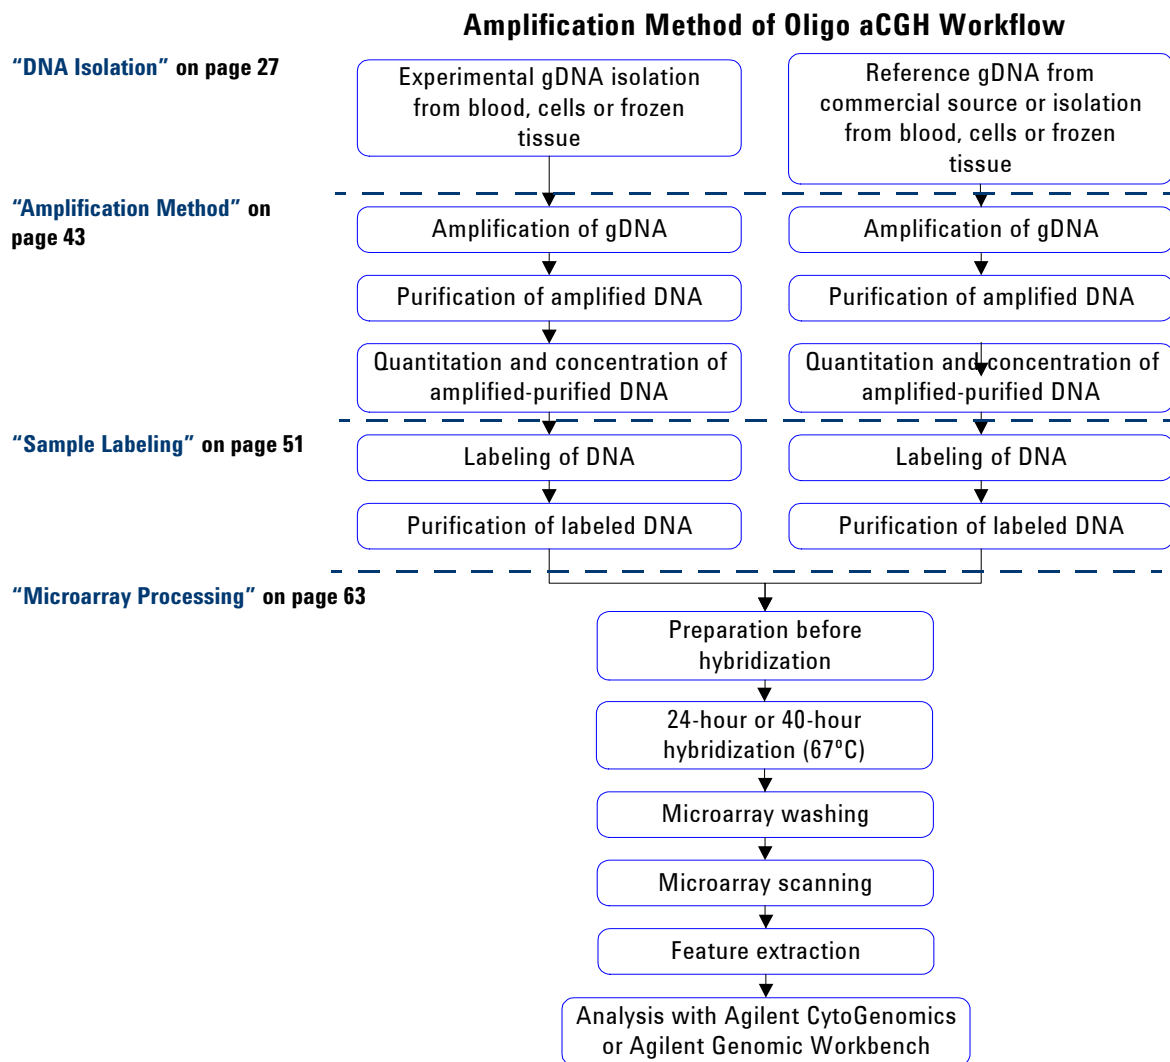 Amplification Method of Oligo aCGH Workflow
“DNA Isolation” on page 27
Experimental gDNA isolation
from blood, cells or frozen
tissue
Reference gDNA from
commercial source or isolation
from blood, cells or frozen
tissue
“Amplification Method” on
page 43
Amplification of gDNA
Amplification of gDNA
Purification of amplified DNA
Purification of amplified DNA
Quantitation and concentration of
amplified-purified DNA
Quantitation and concentration of
amplified-purified DNA
“Sample Labeling” on page 51
Labeling of DNA
Labeling of DNA
Purification of labeled DNA
Purification of labeled DNA
“Microarray Processing” on page 63
Preparation before
hybridization
24-hour or 40-hour
hybridization (67ºC)
Microarray washing
Microarray scanning
Feature extraction
Analysis with Agilent CytoGenomics
or Agilent Genomic Workbench